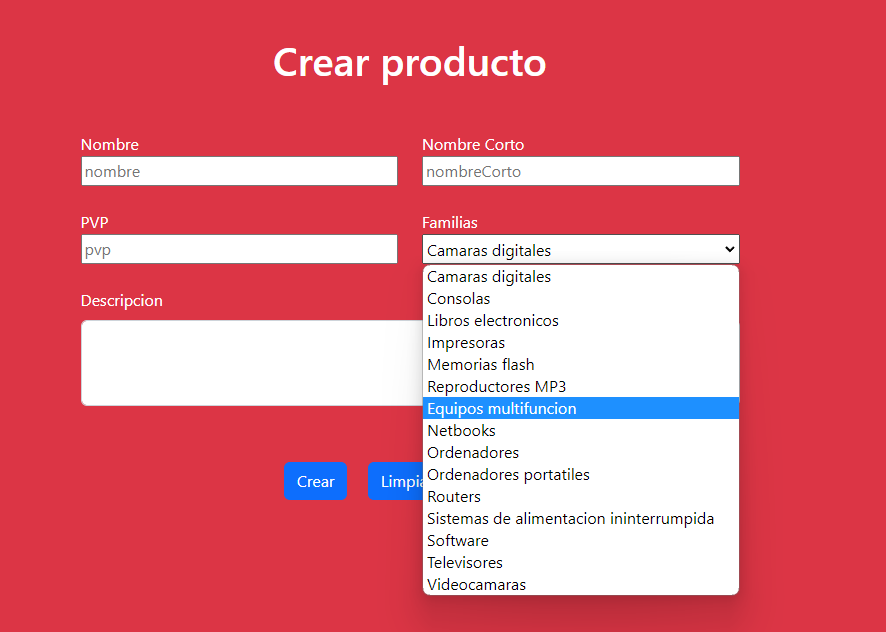 Crear producto
Nombre
Nombre Corto
nombre
nombreCorto
PVP
Familias
pvp
Camaras digitales
Camaras digitales
Consolas
Libros electronicos
Impresoras
Memorias flash
Reproductores MP3
Equipos multifuncion
Netbooks
Ordenadores
Ordenadores portatiles
Routers
Sistemas de alimentacion ininterrumpida
Software
Televisores
Videocamaras
Descripcion
Crear